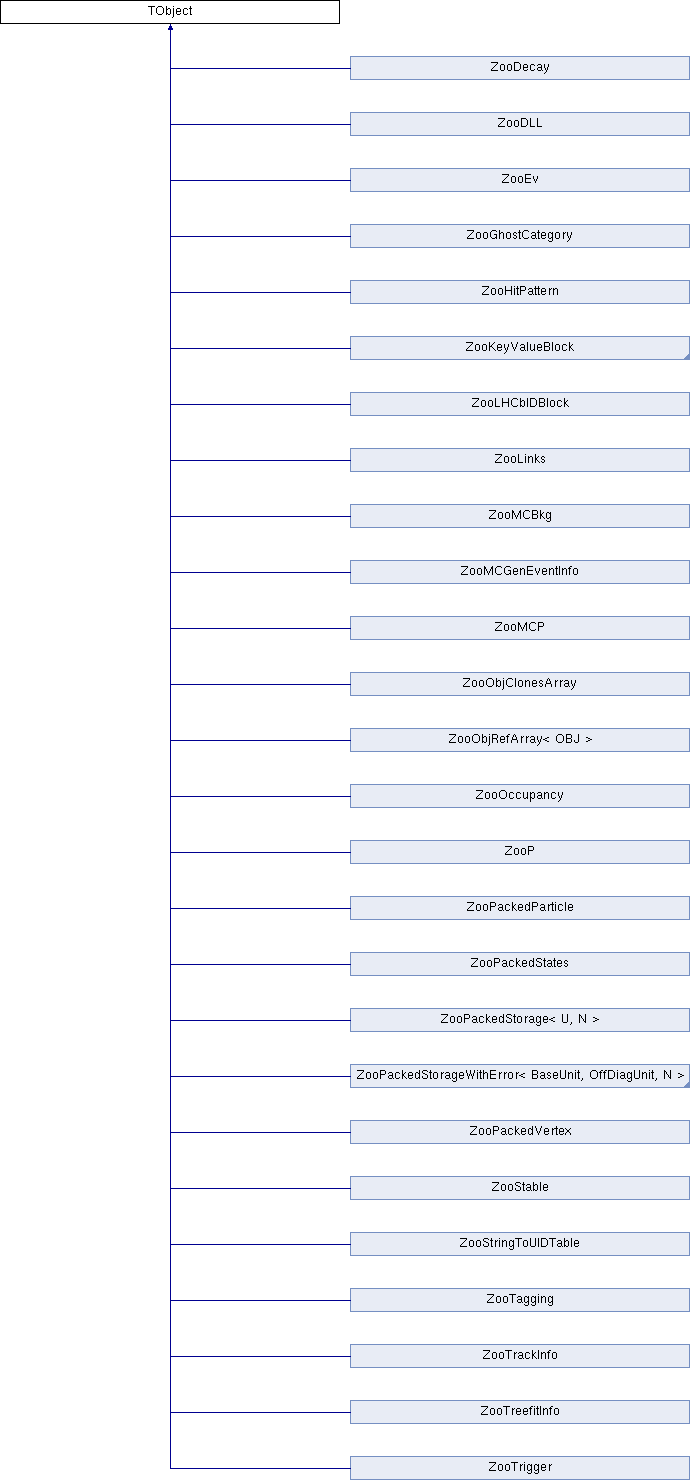 TObject
ZooDecay
ZooDLL
ZooEv
ZooGhostCategory
ZooHitPattern
ZooKeyValueBlock
ZooLHCbIDBlock
ZooLinks
ZooMCBkg
ZooMCGenEventInfo
ZooMCP
ZooObjClonesArray
ZooObjRefArray< OBJ >
ZooOccupancy
ZooP
ZooPackedParticle
ZooPackedStates
ZooPackedStorage< U, N >
ZooPackedStorageWithError< BaseUnit, OffDiagUnit, N >
ZooPackedVertex
ZooStable
ZooStringToUIDTable
ZooTagging
ZooTrackInfo
ZooTreefitInfo
ZooTrigger